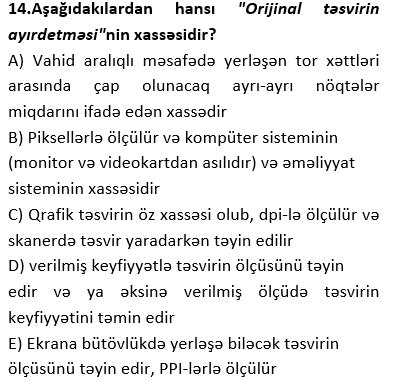 14.Aşağıdakılardan hansı "Orijinal təsvirin
ayırdetməsi"nin xassəsidir?
A) Vahid aralıqlı məsafədə yerləşən tor xəttləri
arasında çap olunacaq ayrı-ayrı nöqtələr
miqdarını ifadə edən xassədir
B) Piksellərlə ölçülür və kompüter sisteminin
(monitor və videokartdan asılıdır) və əməliyyat
sisteminin xassəsidir
C) Qrafik təsvirin öz xassəsi olub, dpi-lə ölçülür və
skanerdə təsvir yaradarkən təyin edilir
D) verilmiş keyfiyyətlə təsvirin ölçüsünü təyin
edir və ya əksinə verilmiş ölçüdə təsvirin
keyfiyyətini təmin edir
E) Ekrana bütövlükdə yerləşə biləcək təsvirin
ölçüsünü təyin edir, PPI-lərlə ölçülür